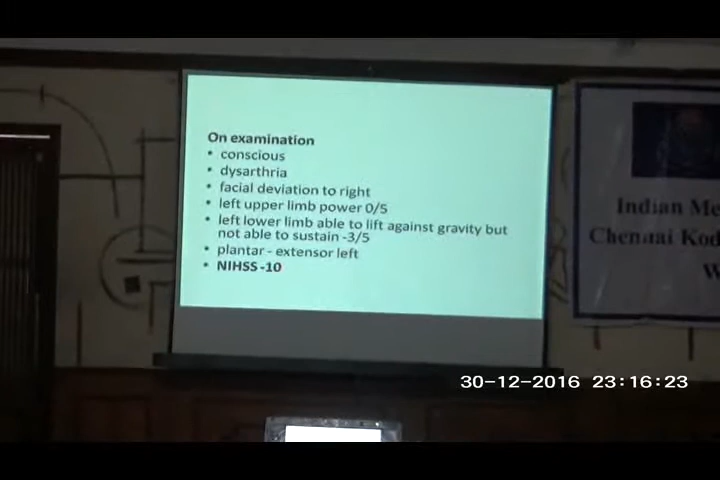 On examination
• conscious
• dysarthria
• facial deviation to right
• left upper limb power 0/5
• left lower limb able to lift against gravity but
not able to sustain -3/5
• plantar - extensor left
• NIHSS -10
Indian
Chennai
30-12-2016 23:16:23